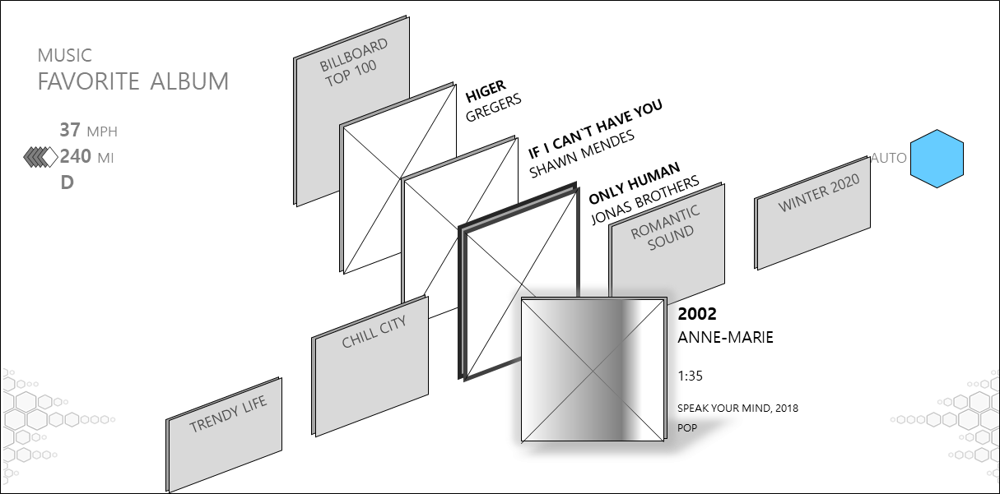 MUSIC
FAVORITE ALBUM
37 MPH
240 MI
D
BILLBOARD
TOP 100
HIGER
GREGERS
IF I CAN`T HAVE YOU
SHAWN MENDES
ONLY HUMAN
JONAS BROTHERS
ROMANTIC
SOUND
WINTER 2020
AUTO
CHILL CITY
TRENDY LIFE
2002
ANNE-MARIE
1:35
SPEAK YOUR MIND, 2018
POP